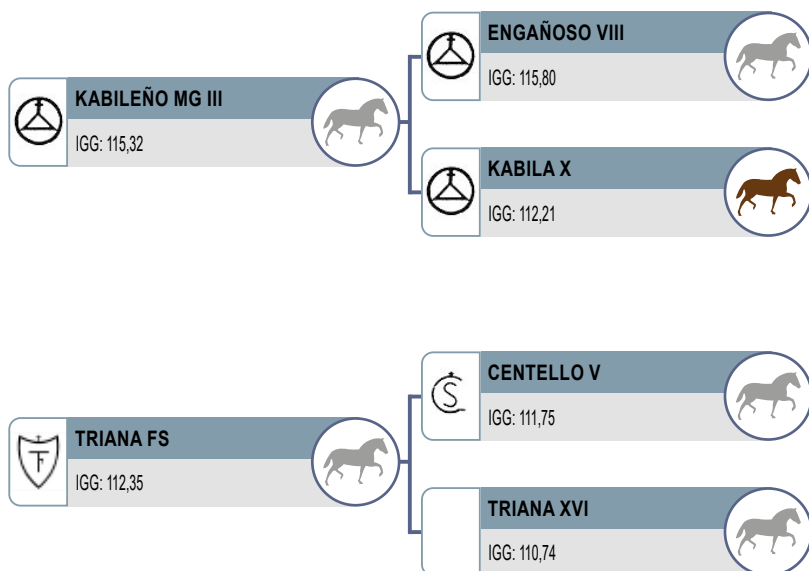 ENGAÑOSO VIII
IGG: 115,80
KABILEÑO MG III
IGG: 115,32
KABILA X
IGG: 112,21
CENTELLO V
IGG: 111,75
TRIANA FS
IGG: 112,35
TRIANA XVI
IGG: 110,74